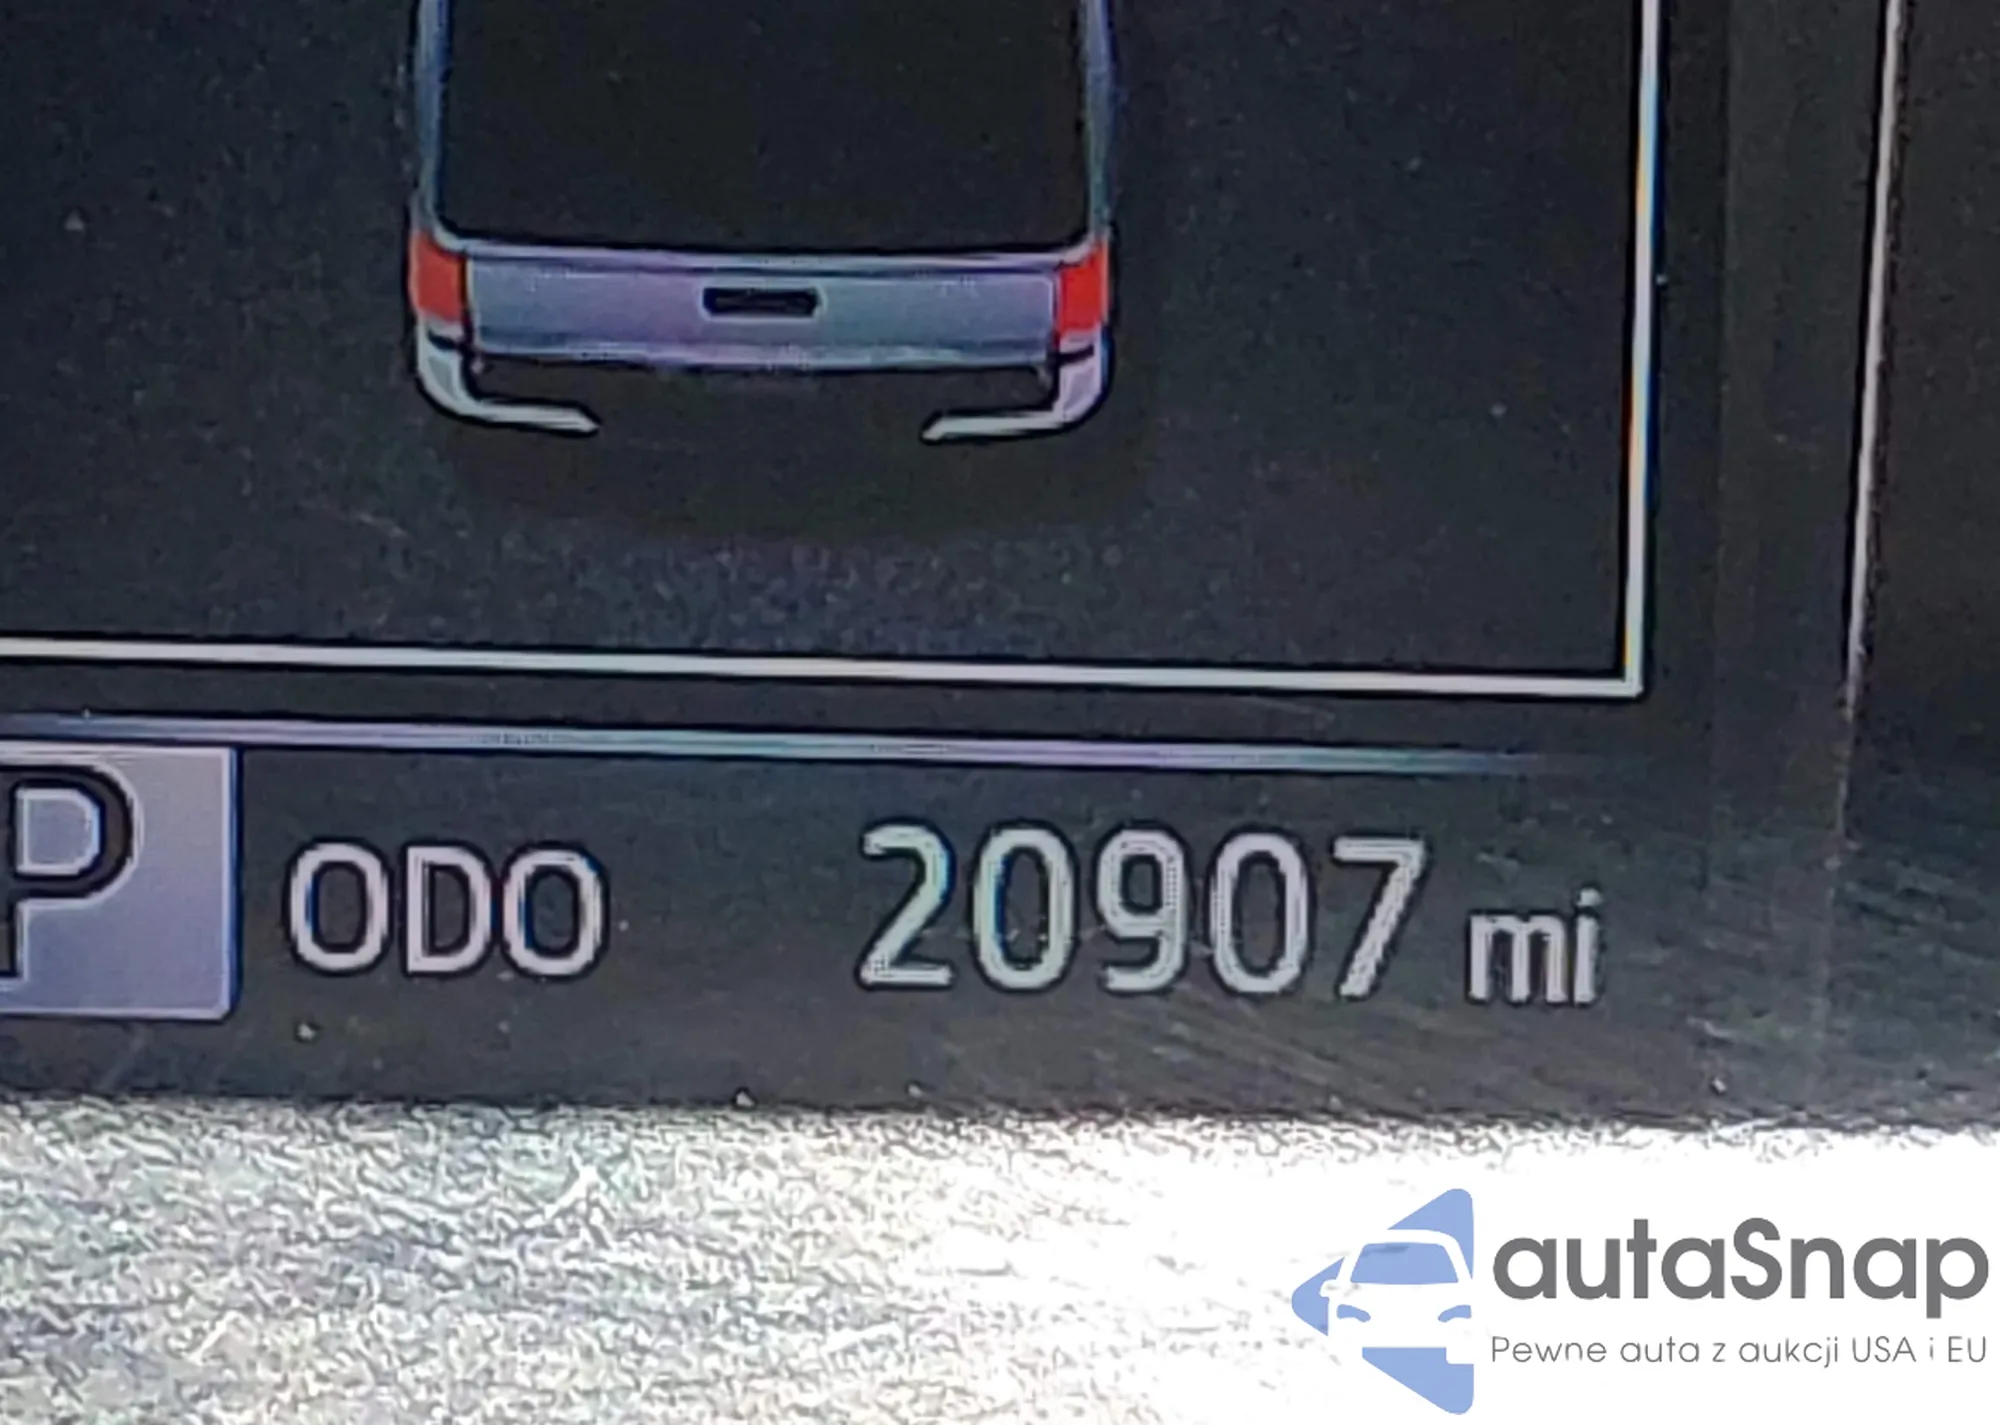 P ODO 20907 mi
autaSnap
Pewne auta z aukcji USA i EU